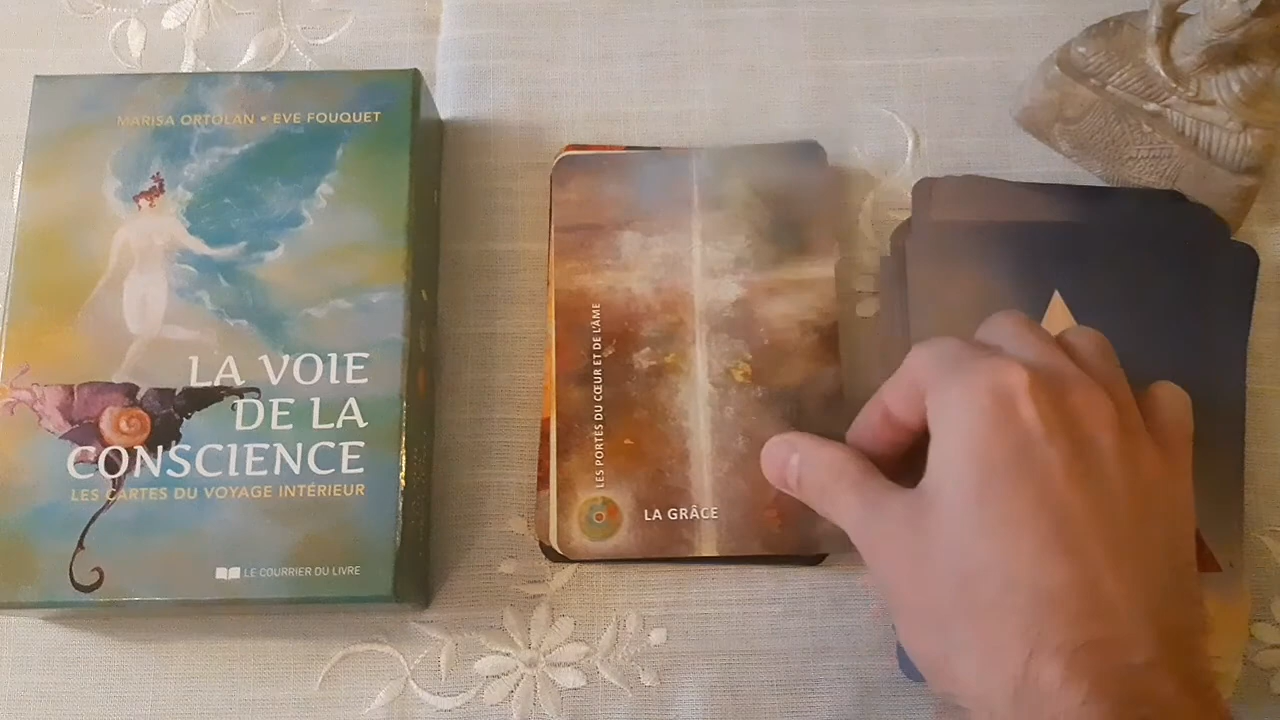 MARISA ORTOLAN • EVE FOUQUET
LA VOIE
DE LA
CONSCIENCE
LES CARTES DU VOYAGE INTÉRIEUR
LE COURRIER DU LIVRE
LES PORTES DU CŒUR ET DE L'ÂME
LA GRÂCE